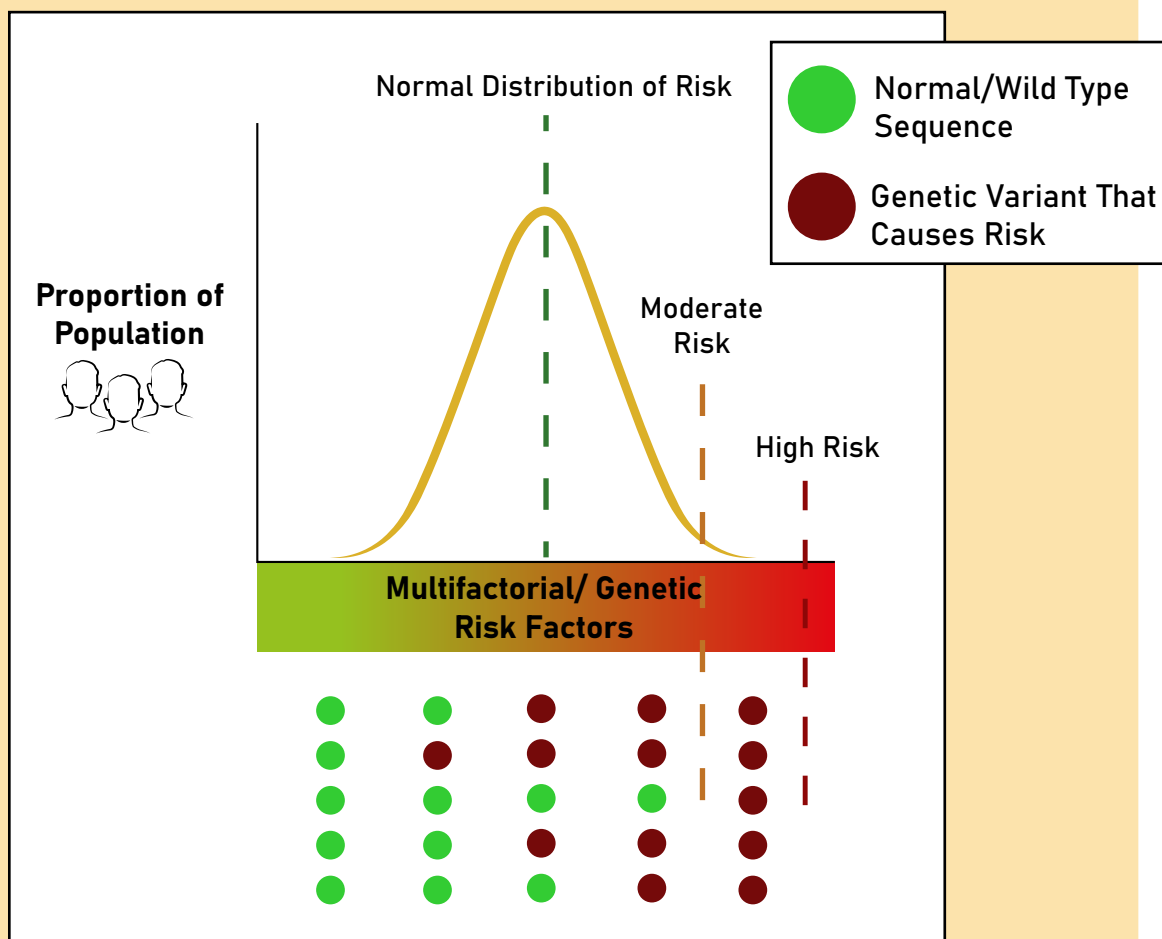 Normal Distribution of Risk
Normal/Wild Type
Sequence
Genetic Variant That
Causes Risk
Proportion of
Population
Moderate
Risk
High Risk
Multifactorial/ Genetic
Risk Factors